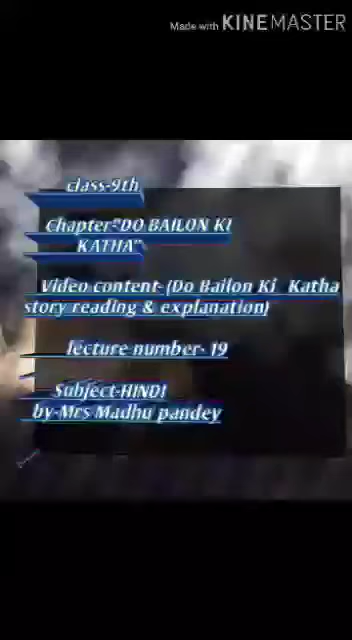 Made with KINEMASTER
class-9th
Chapter-"DO BAILON KI
KATHA"
Video content- (Do Bailon Ki Katha
story reading & explanation)
lecture number- 19
Subject-HINDI
by-Mrs Madhu pandey